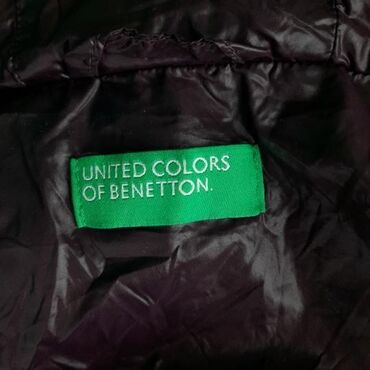 UNITED COLORS
OF BENETTON.